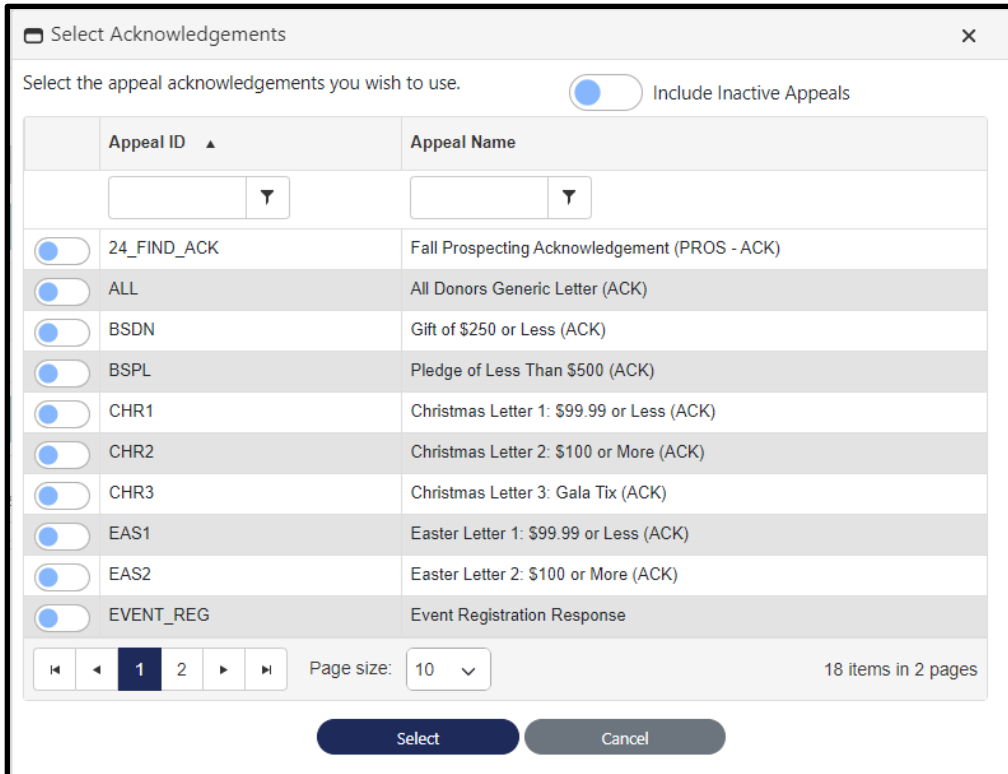 Select Acknowledgements
Select the appeal acknowledgements you wish to use.
Include Inactive Appeals
Appeal ID ▲ Appeal Name
24_FIND_ACK Fall Prospecting Acknowledgement (PROS - ACK)
ALL All Donors Generic Letter (ACK)
BSDN Gift of $250 or Less (ACK)
BSPL Pledge of Less Than $500 (ACK)
CHR1 Christmas Letter 1: $99.99 or Less (ACK)
CHR2 Christmas Letter 2: $100 or More (ACK)
CHR3 Christmas Letter 3: Gala Tix (ACK)
EAS1 Easter Letter 1: $99.99 or Less (ACK)
EAS2 Easter Letter 2: $100 or More (ACK)
EVENT_REG Event Registration Response
1 2 Page size: 10 18 items in 2 pages
Select Cancel